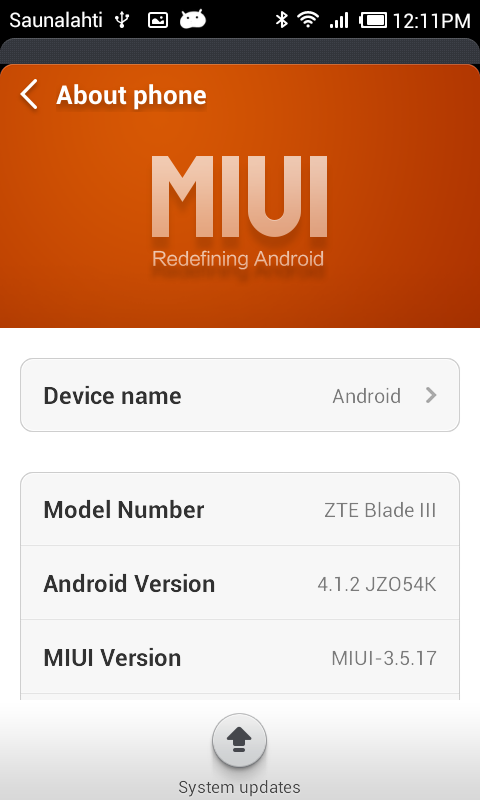 Saunalahti 12:11PM
About phone
MIUI
Redefining Android
Device name Android
Model Number ZTE Blade III
Android Version 4.1.2 JZO54K
MIUI Version MIUI-3.5.17
System updates